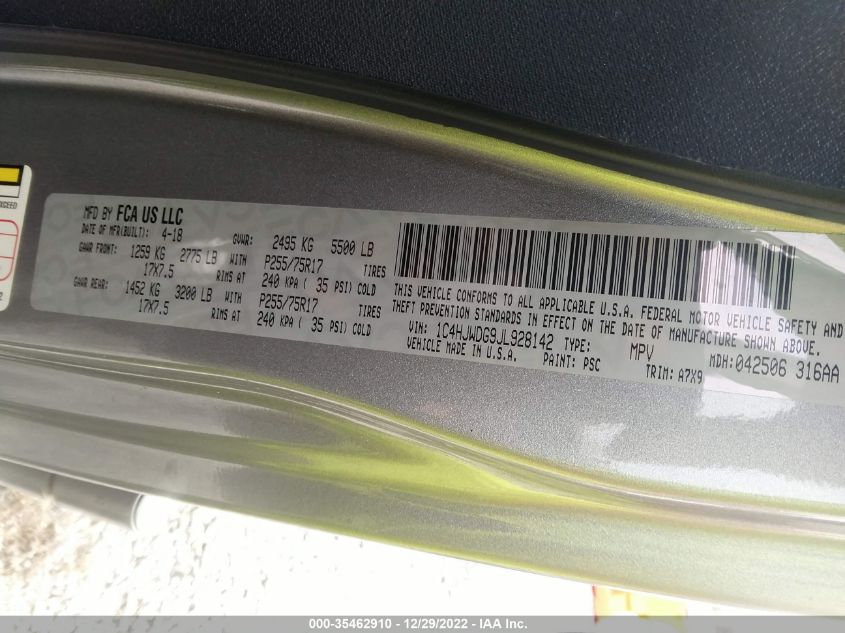 EXCEED
2
MFD BY FCA US LLC
DATE OF MFR(BUILT): 4-18 GVWR: 2495 KG 5500 LB
GAWR FRONT: 1259 KG 2775 LB WITH P255/75R17 TIRES
17X7.5 RIMS AT 240 KPA ( 35 PSI) COLD
GAWR REAR: 1452 KG 3200 LB WITH P255/75R17 TIRES
17X7.5 RIMS AT 240 KPA ( 35 PSI) COLD
THIS VEHICLE CONFORMS TO ALL APPLICABLE U.S.A. FEDERAL MOTOR VEHICLE SAFETY AND
THEFT PREVENTION STANDARDS IN EFFECT ON THE DATE OF MANUFACTURE SHOWN ABOVE.
VIN: 1C4HJWDG9JL928142 TYPE: MPV MDH:042506 316AA
VEHICLE MADE IN U.S.A. PAINT: PSC TRIM: A7X9
000-35462910 - 12/29/2022 - IAA Inc.